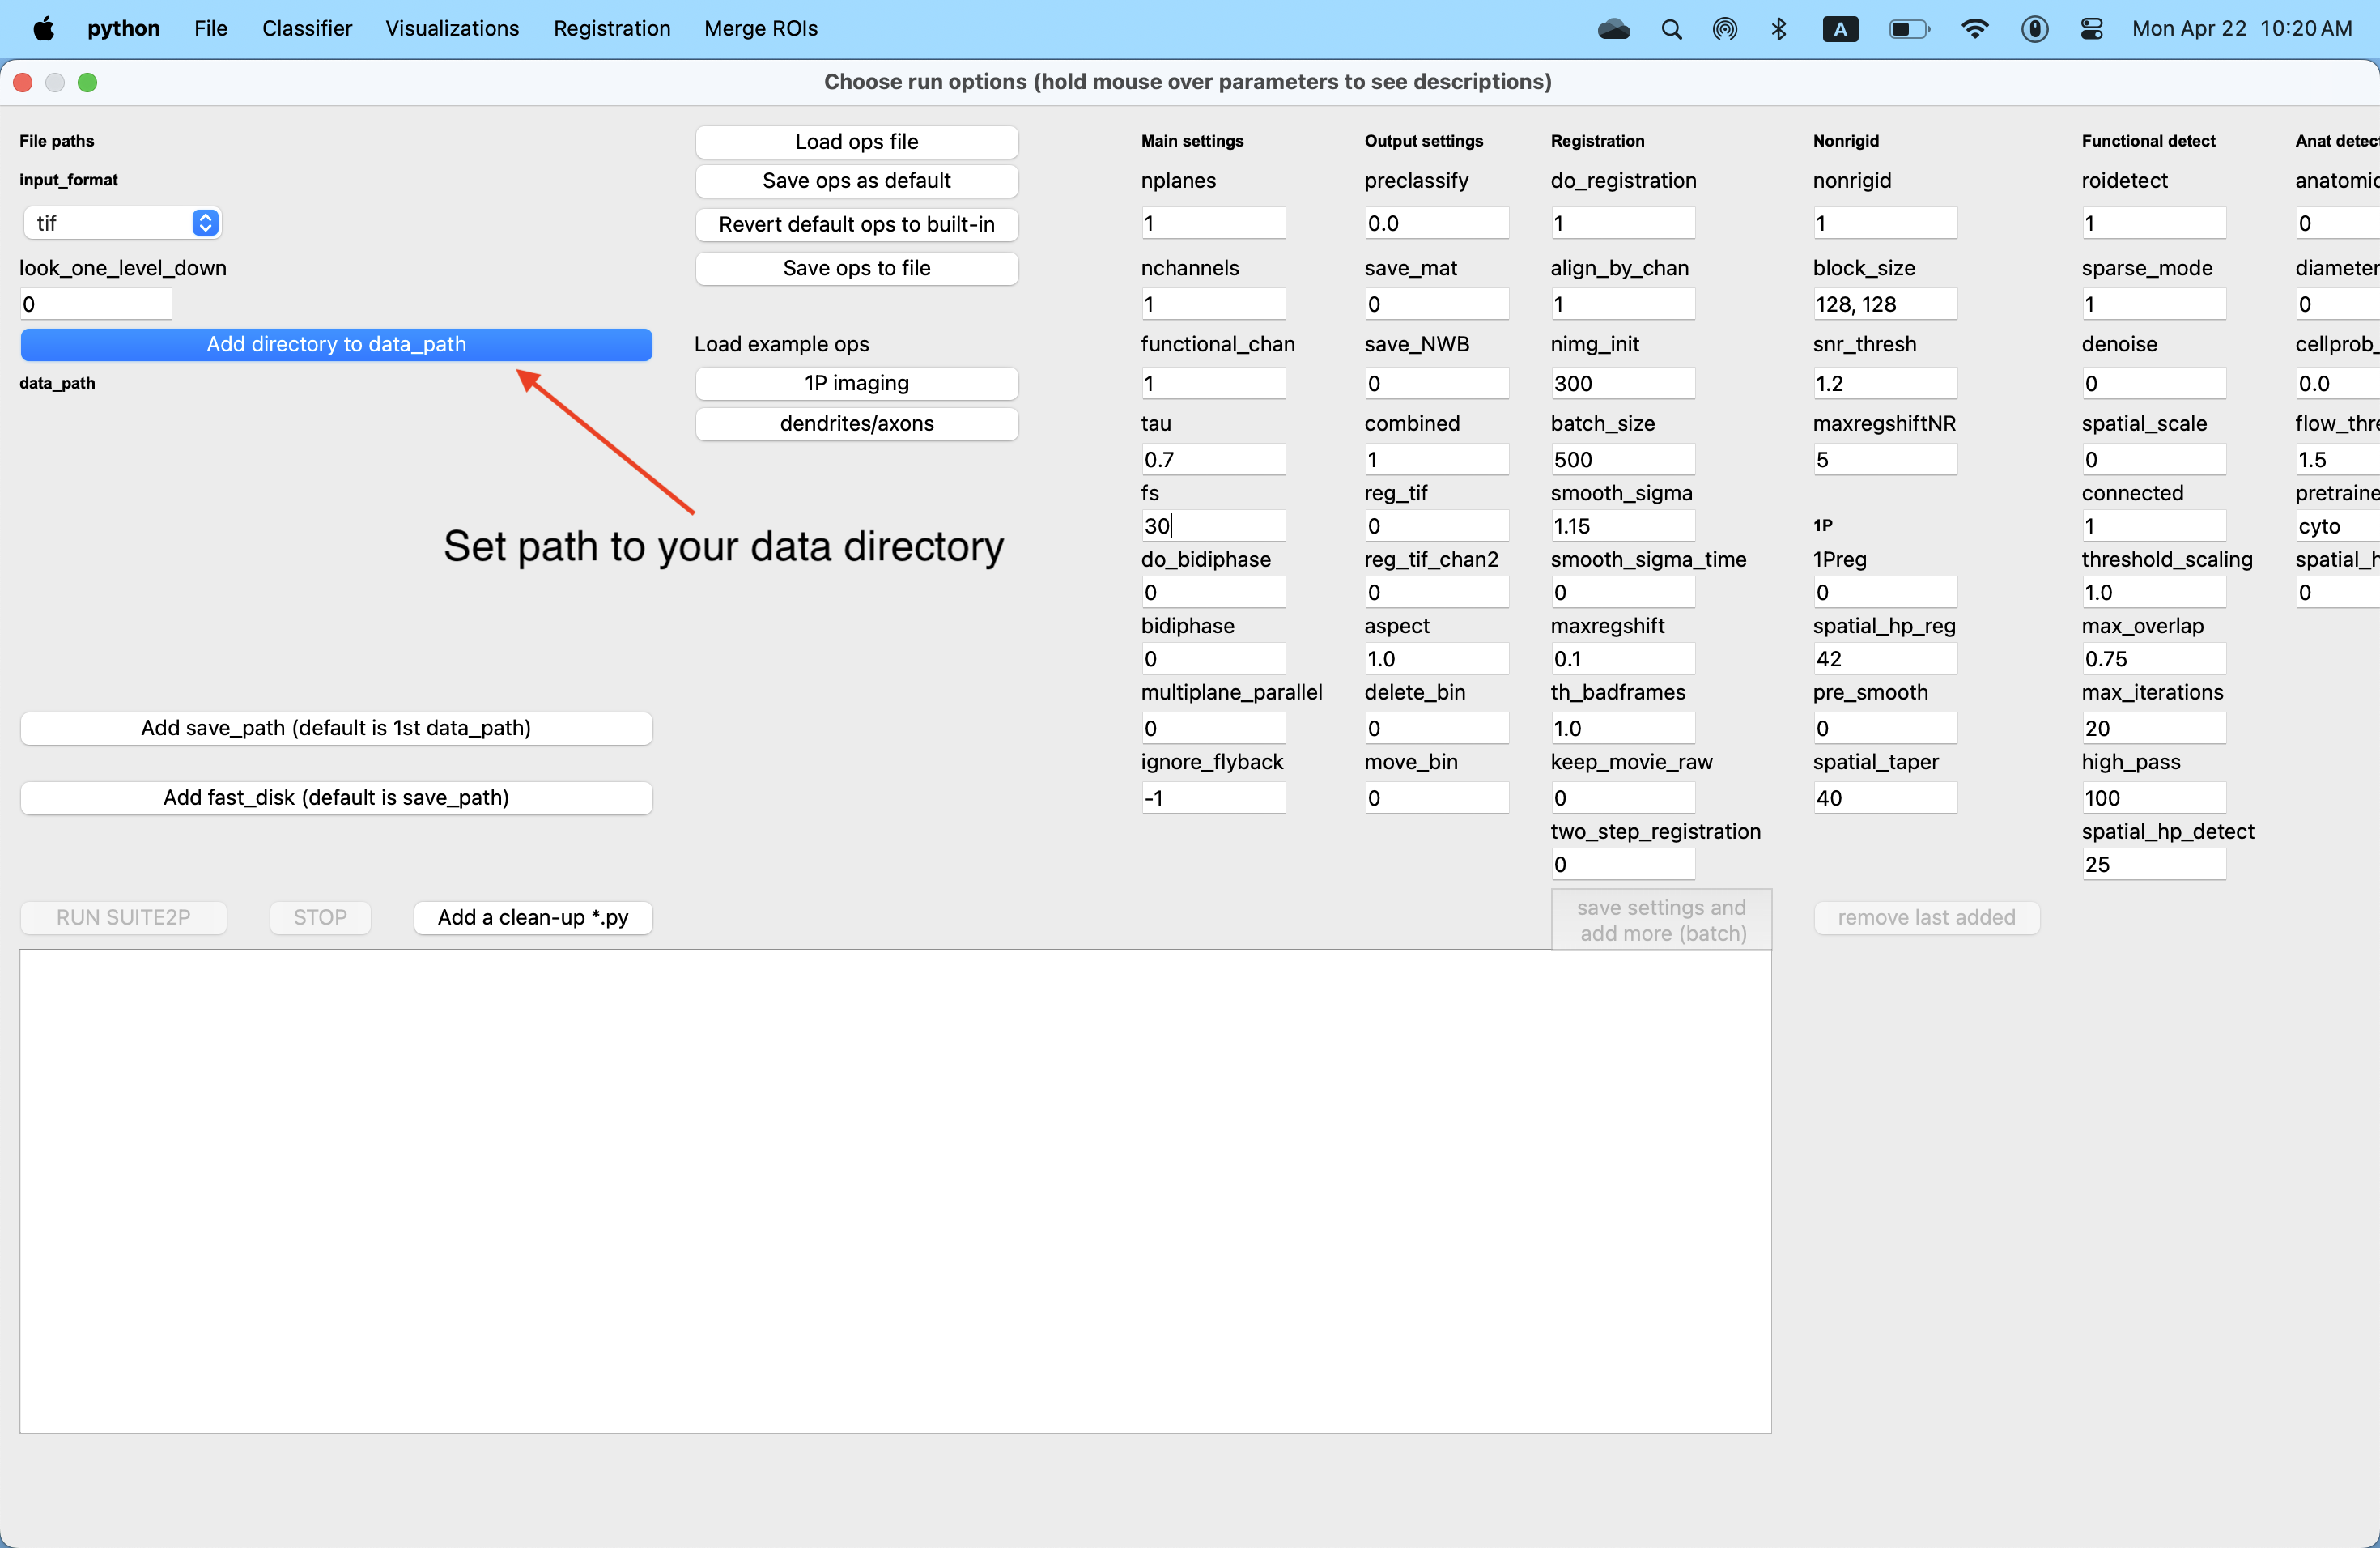 python File Classifier Visualizations Registration Merge ROIs A Mon Apr 22 10:20 AM
Choose run options (hold mouse over parameters to see descriptions)
File paths
input_format
tif
look_one_level_down
0
Add directory to data_path
data_path
Set path to your data directory
Add save_path (default is 1st data_path)
Add fast_disk (default is save_path)
RUN SUITE2P STOP Add a clean-up *.py
Load ops file
Save ops as default
Revert default ops to built-in
Save ops to file
Load example ops
1P imaging
dendrites/axons
Main settings
nplanes
1
nchannels
1
functional_chan
1
tau
0.7
fs
30
do_bidiphase
0
bidiphase
0
multiplane_parallel
0
ignore_flyback
-1
Output settings
preclassify
0.0
save_mat
0
save_NWB
0
combined
1
reg_tif
0
reg_tif_chan2
0
aspect
1.0
delete_bin
0
move_bin
0
Registration
do_registration
1
align_by_chan
1
nimg_init
300
batch_size
500
smooth_sigma
1.15
smooth_sigma_time
0
maxregshift
0.1
th_badframes
1.0
keep_movie_raw
0
two_step_registration
0
save settings and
add more (batch)
Nonrigid
nonrigid
1
block_size
128, 128
snr_thresh
1.2
maxregshiftNR
5
1P
1Preg
0
spatial_hp_reg
42
pre_smooth
0
spatial_taper
40
remove last added
Functional detect
roidetect
1
sparse_mode
1
denoise
0
spatial_scale
0
connected
1
threshold_scaling
1.0
max_overlap
0.75
max_iterations
20
high_pass
100
spatial_hp_detect
25
Anat detec
anatomic
0
diameter
0
cellprob_
0.0
flow_thre
1.5
pretraine
cyto
spatial_h
0